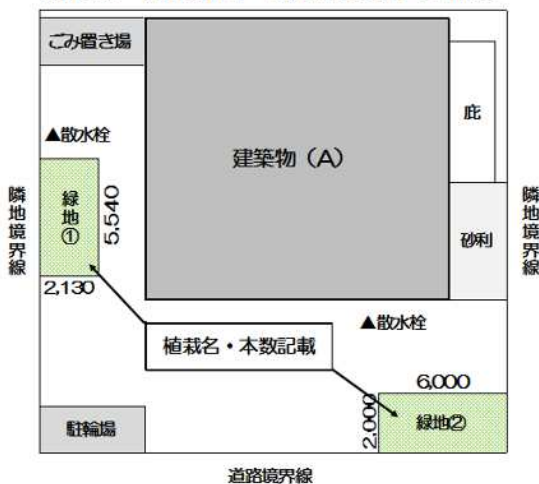 ごみ置き場
▲散水栓
緑地①
5,540
2,130
隣地境界線
建築物（A）
庇
砂利
隣地境界線
▲散水栓
植栽名・本数記載
6,000
2,000
緑地②
駐輪場
道路境界線